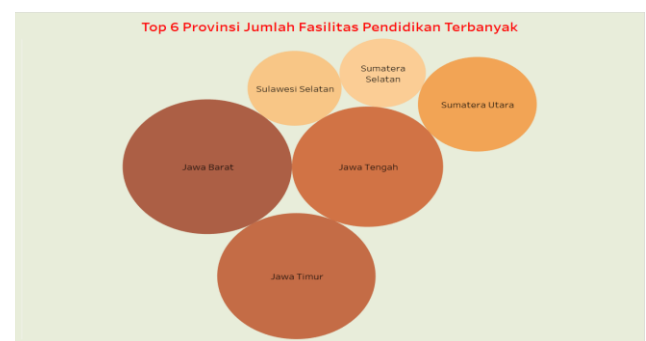 Top 6 Provinsi Jumlah Fasilitas Pendidikan Terbanyak
Sumatera
Selatan
Sulawesi Selatan
Sumatera Utara
Jawa Barat
Jawa Tengah
Jawa Timur